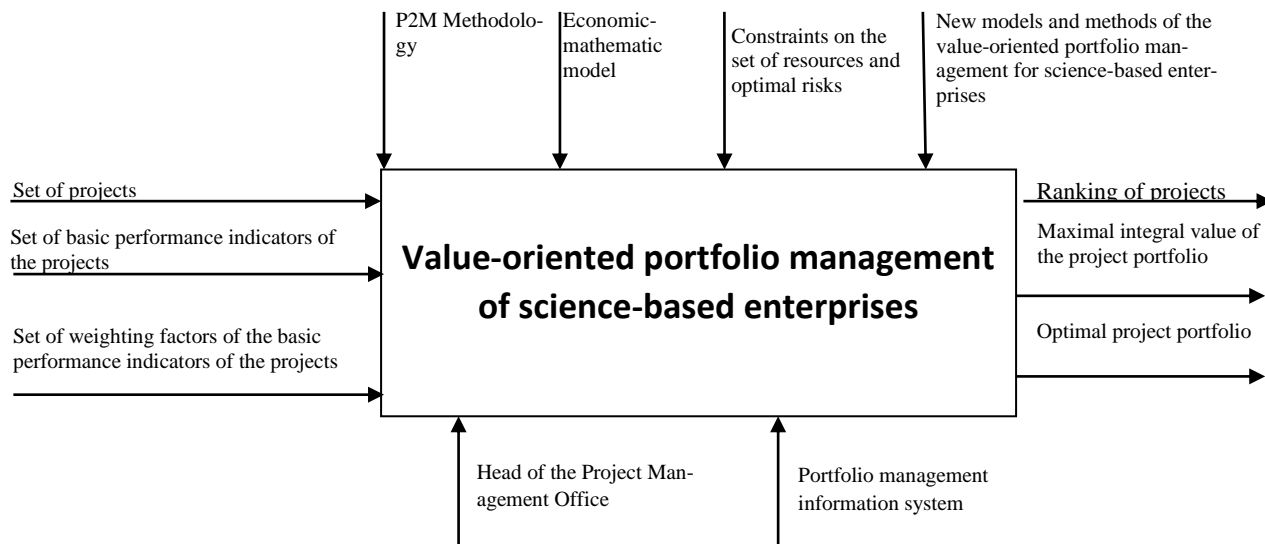 P2M Methodolo-
gy
Economic-
mathematic
model
Constraints on the
set of resources and
optimal risks
New models and methods of the
value-oriented portfolio man-
agement for science-based enter-
prises
Set of projects
Set of basic performance indicators of
the projects
Set of weighting factors of the basic
performance indicators of the projects
Value-oriented portfolio management
of science-based enterprises
Ranking of projects
Maximal integral value of
the project portfolio
Optimal project portfolio
Head of the Project Man-
agement Office
Portfolio management
information system